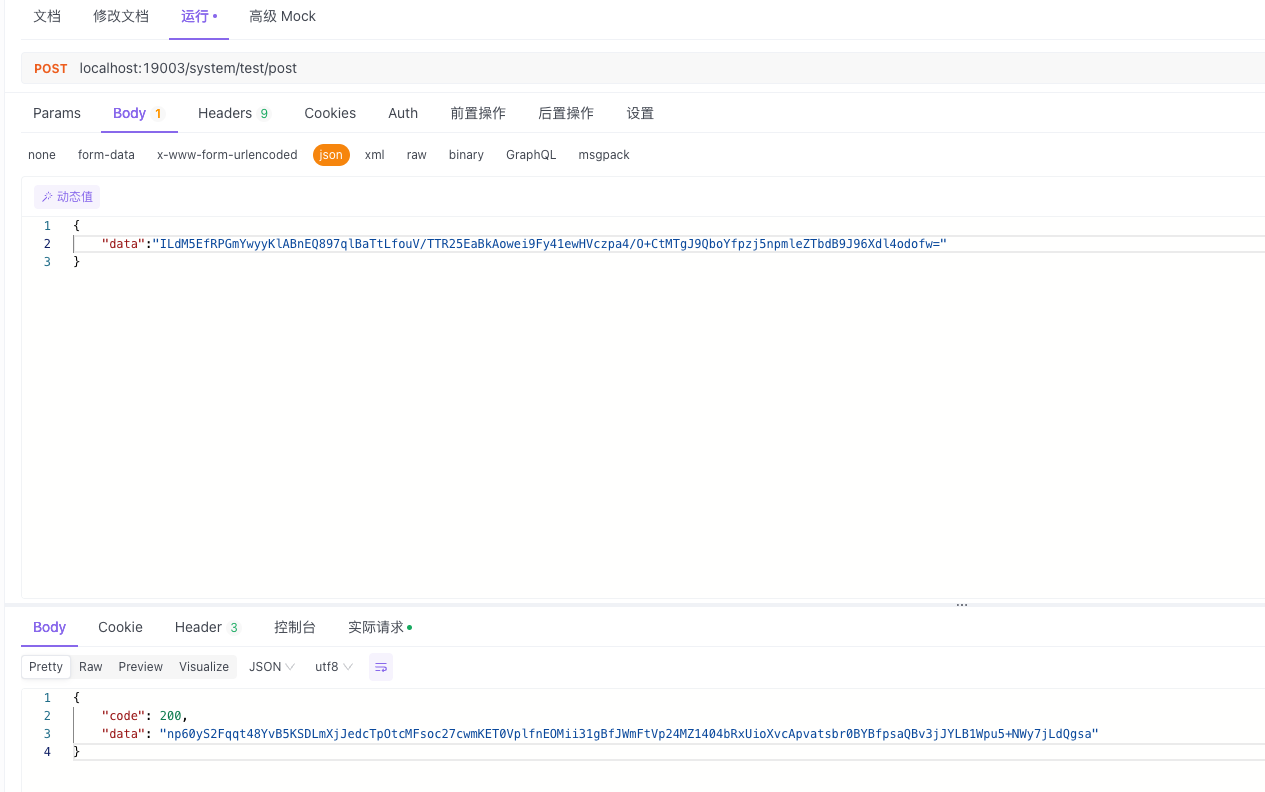 文档 修改文档 运行 高级 Mock
POST localhost:19003/system/test/post
Params Body 1 Headers 9 Cookies Auth 前置操作 后置操作 设置
none form-data x-www-form-urlencoded json xml raw binary GraphQL msgpack
动态值
1 {
2 "data":"ILdM5EfRPGmYwyyKlABnEQ897qlBaTtLfouV/TTR25EaBkAowei9Fy41ewHVczpa4/O+CtMTgJ9QboYfpzj5npmleZTbdB9J96Xdl4odofw="
3 }
Body Cookie Header 3 控制台 实际请求
Pretty Raw Preview Visualize JSON utf8
1 {
2 "code": 200,
3 "data": "np60yS2Fqqt48YvB5KSDLmXjJedcTpOtcMFsoc27cwmKET0VplfnEOMii31gBfJWmFtVp24MZ1404bRxUioXvcApvatsbr0BYBfpsaQBv3jJYLB1Wpu5+NWy7jLdQgsa"
4 }